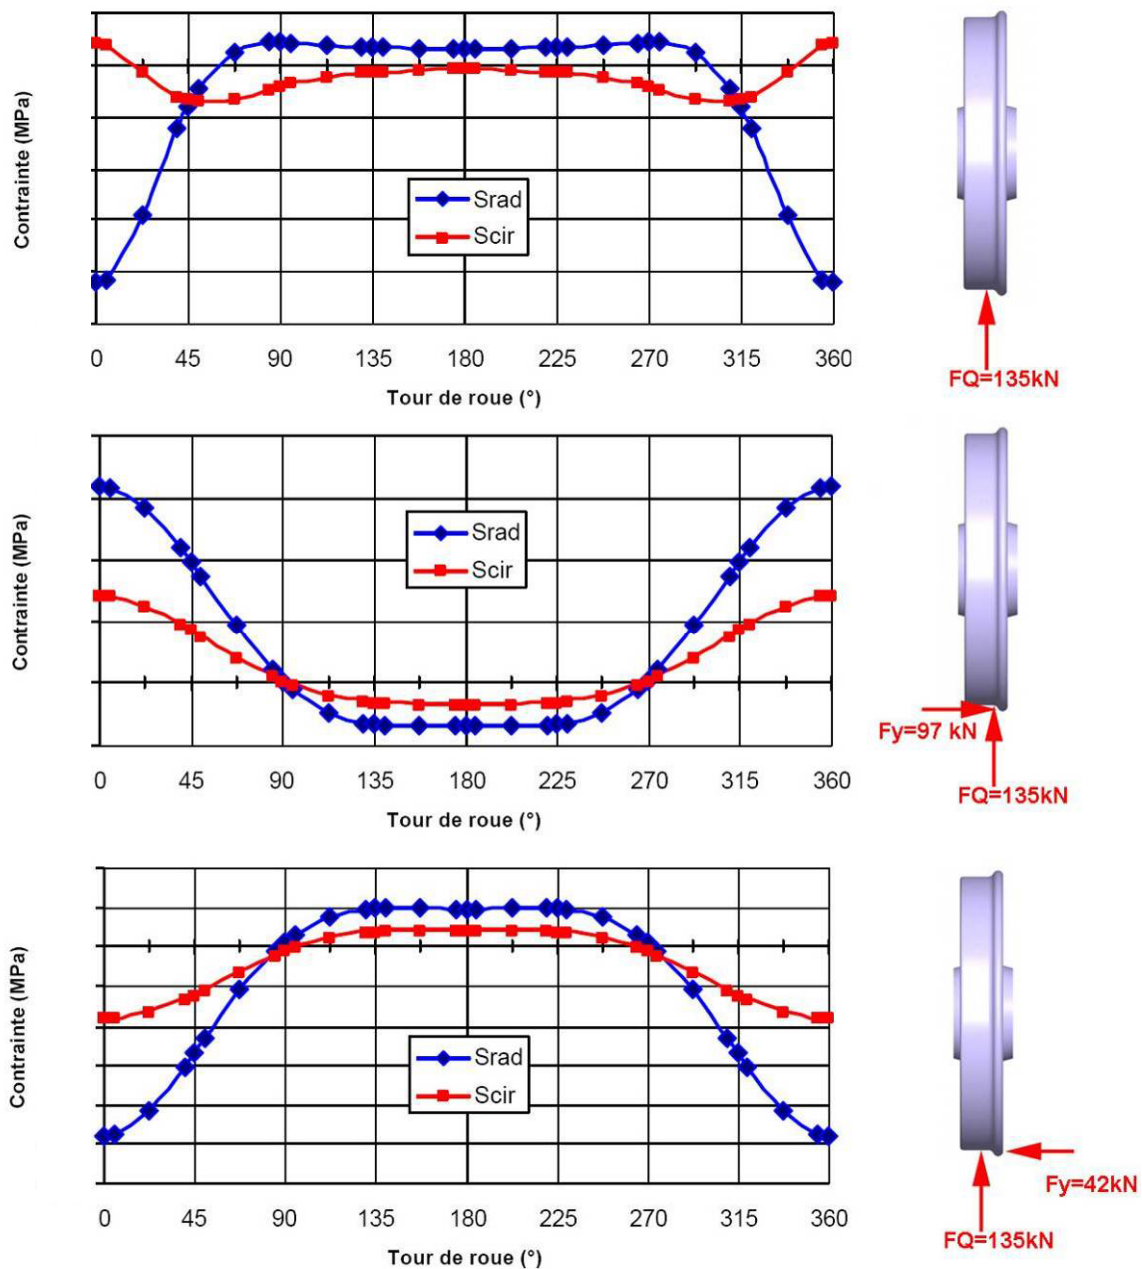 Contrainte (MPa)
Srad
Scir
0 45 90 135 180 225 270 315 360
Tour de roue (°)
FQ=135kN
Contrainte (MPa)
Srad
Scir
0 45 90 135 180 225 270 315 360
Tour de roue (°)
Fy=97 kN
FQ=135kN
Contrainte (MPa)
Srad
Scir
0 45 90 135 180 225 270 315 360
Tour de roue (°)
Fy=42kN
FQ=135kN